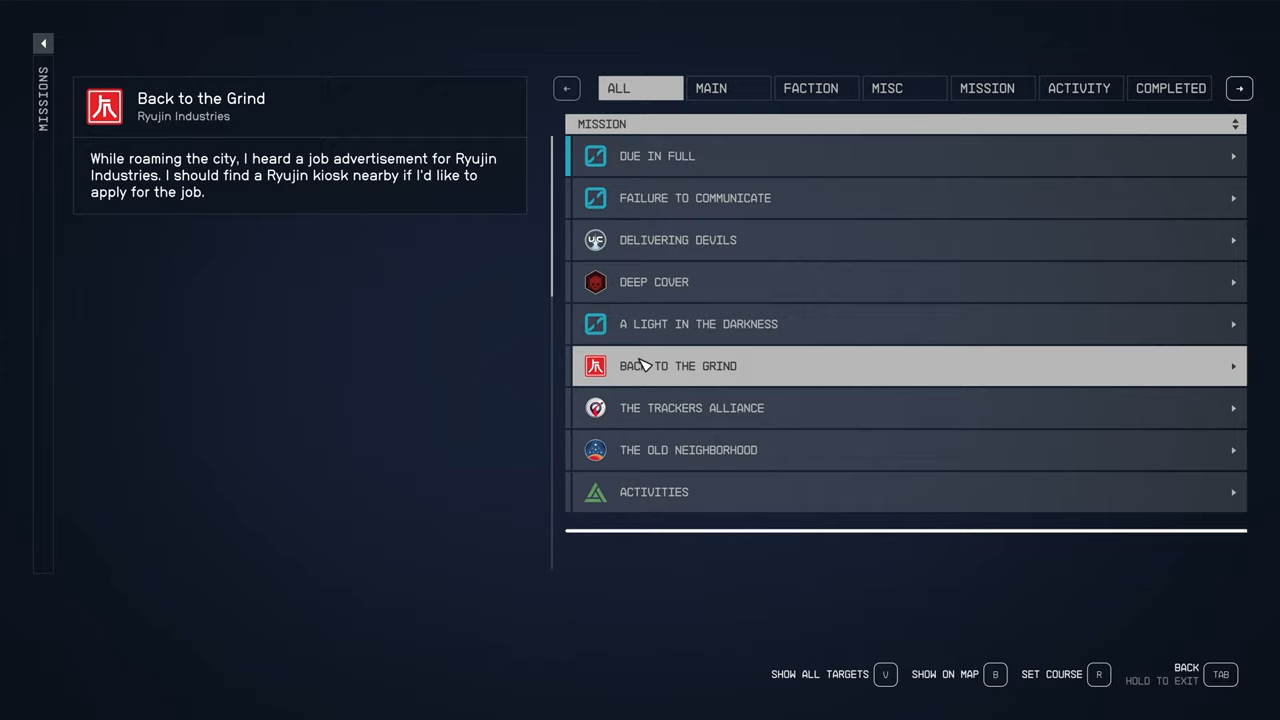 MISSIONS
Back to the Grind
Ryujin Industries
While roaming the city, I heard a job advertisement for Ryujin
Industries. I should find a Ryujin kiosk nearby if I'd like to
apply for the job.
ALL MAIN FACTION MISC MISSION ACTIVITY COMPLETED
MISSION
DUE IN FULL
FAILURE TO COMMUNICATE
UC
DELIVERING DEVILS
DEEP COVER
A LIGHT IN THE DARKNESS
BACK TO THE GRIND
THE TRACKERS ALLIANCE
THE OLD NEIGHBORHOOD
ACTIVITIES
SHOW ALL TARGETS V SHOW ON MAP B SET COURSE R BACK
HOLD TO EXIT TAB